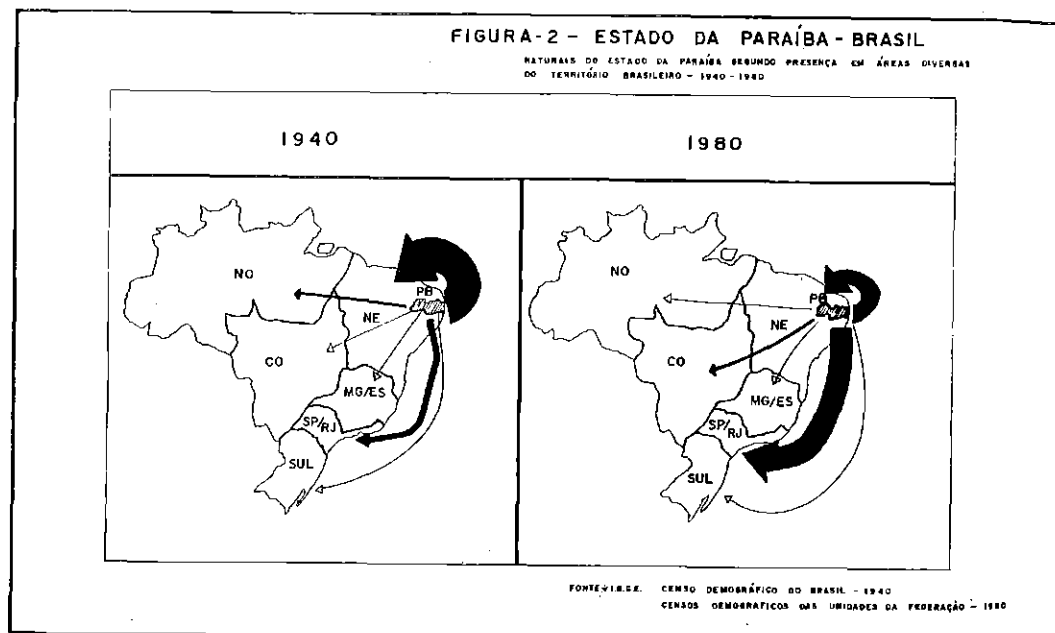 FIGURA-2 - ESTADO DA PARAÍBA - BRASIL
NATURAIS DO ESTADO DA PARAÍBA SEGUNDO PRESENÇA EM ÁREAS DIVERSAS
DO TERRITÓRIO BRASILEIRO - 1940 - 1980
1940
1980
NO
PB
NE
CO
MG/ES
SP/RJ
SUL
NO
PB
NE
CO
MG/ES
SP/RJ
SUL
FONTE: I.B.G.E. CENSO DEMOGRÁFICO DO BRASIL - 1940
CENSOS DEMOGRÁFICOS DAS UNIDADES DA FEDERAÇÃO - 1980